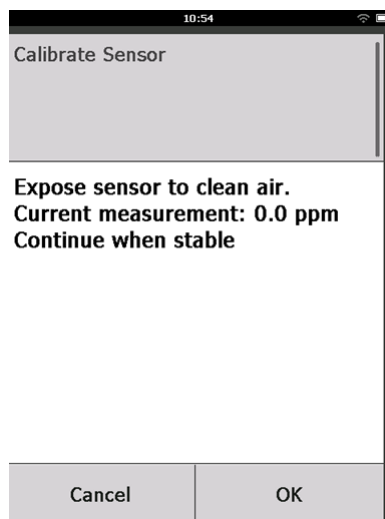 10:54
Calibrate Sensor
Expose sensor to clean air.
Current measurement: 0.0 ppm
Continue when stable
Cancel
OK